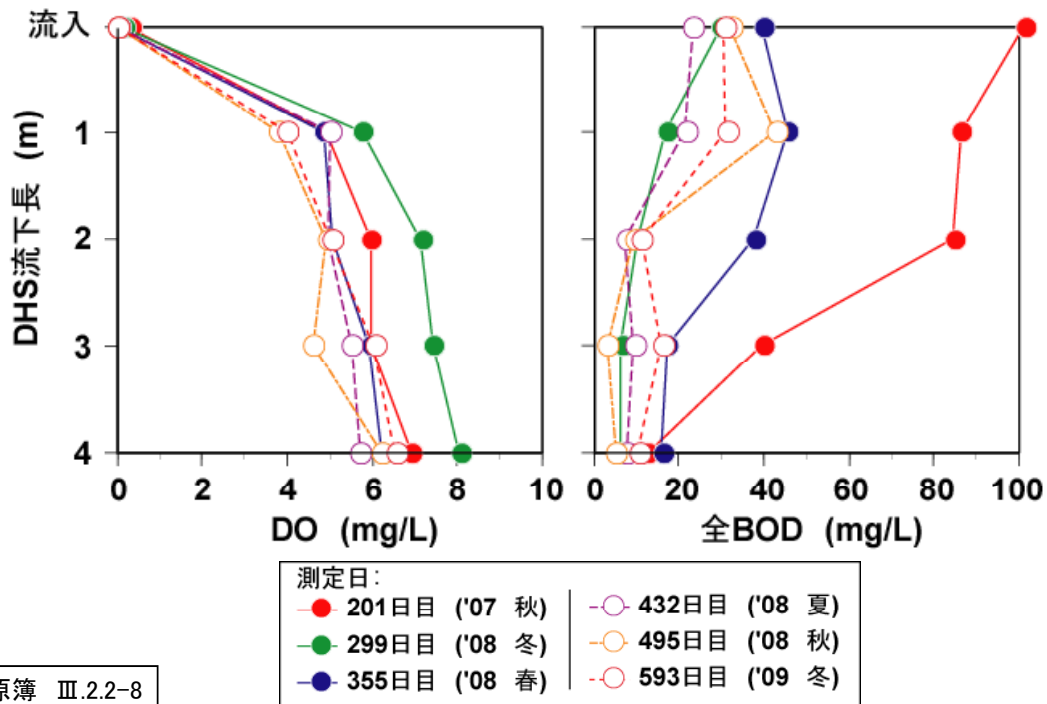 流入
1
2
3
4
DHS流下長 (m)
0
2
4
6
8
10
DO (mg/L)
0
20
40
60
80
100
全BOD (mg/L)
測定日:
201日目 ('07 秋)
299日目 ('08 冬)
355日目 ('08 春)
432日目 ('08 夏)
495日目 ('08 秋)
593日目 ('09 冬)
原簿 Ⅲ.2.2-8